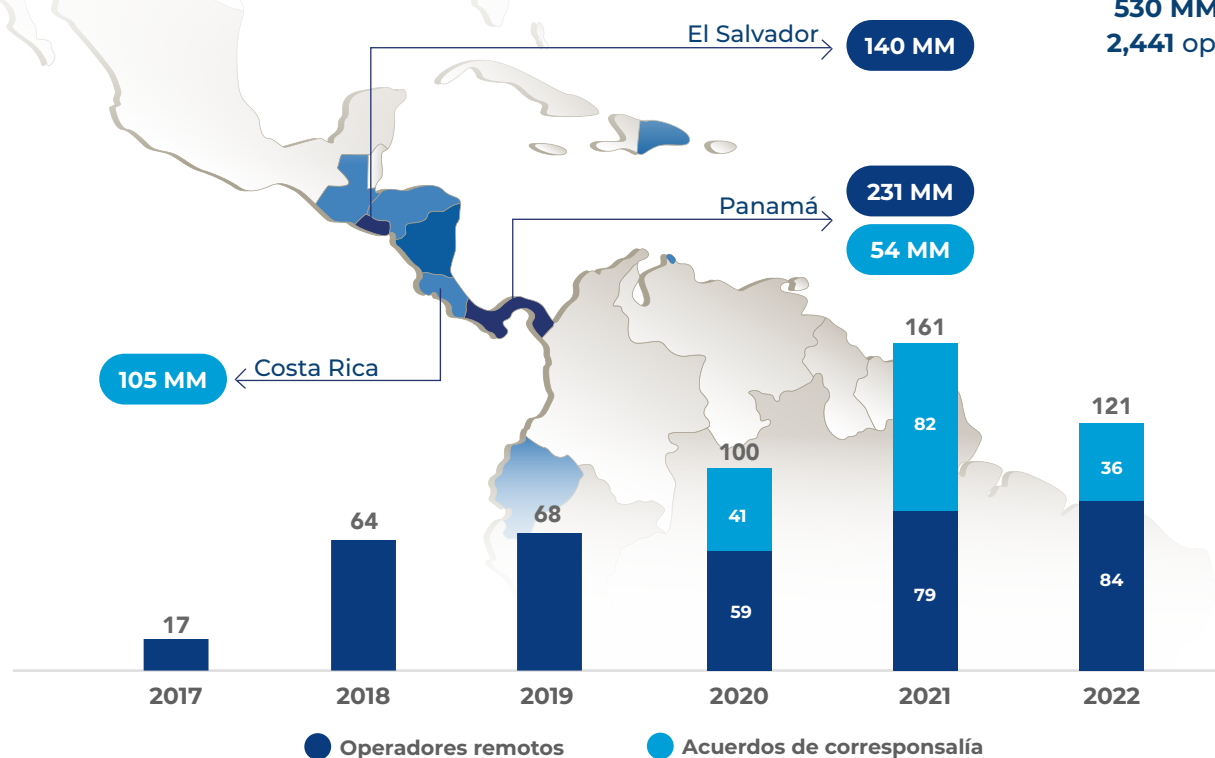 530 MM
2,441 op
El Salvador
140 MM
Panamá
231 MM
54 MM
Costa Rica
105 MM
17
64
68
100
41
59
161
82
79
121
36
84
2017 2018 2019 2020 2021 2022
Operadores remotos Acuerdos de corresponsalía